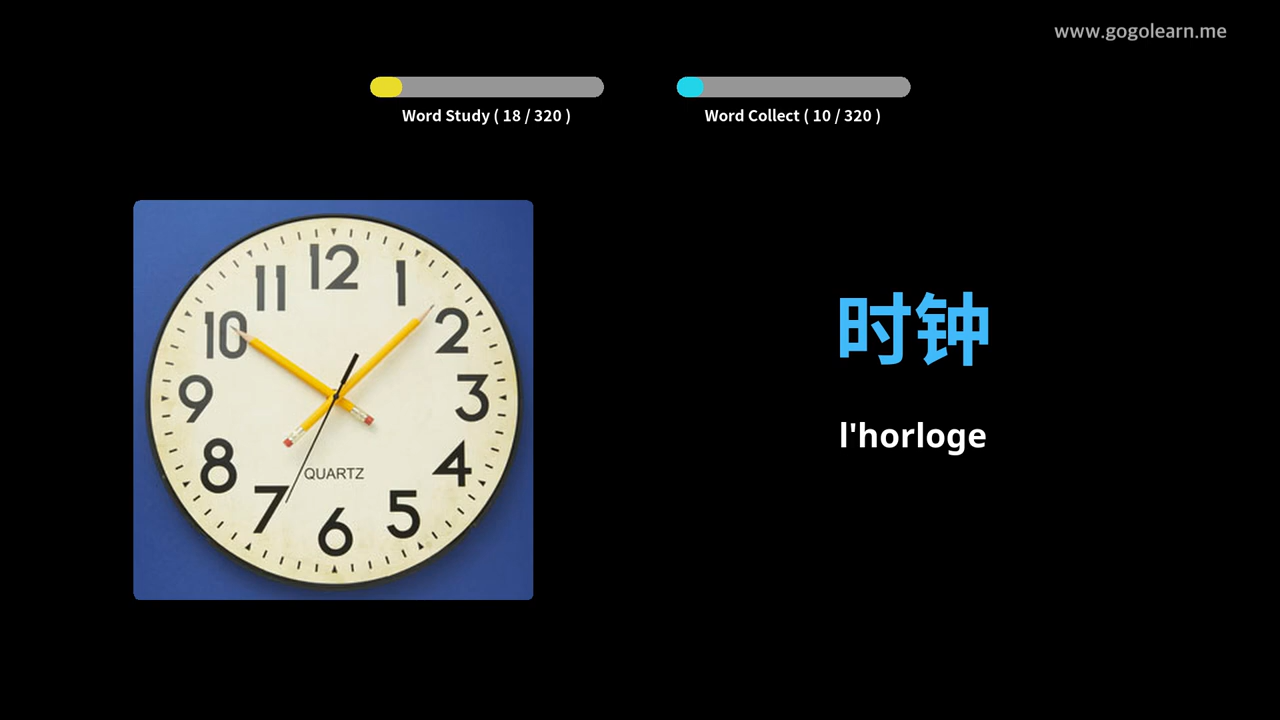 www.gogolearn.me
Word Study ( 18 / 320 )
Word Collect ( 10 / 320 )
12
11
1
10
2
9
3
8
4
QUARTZ
7
5
6
时钟
l'horloge